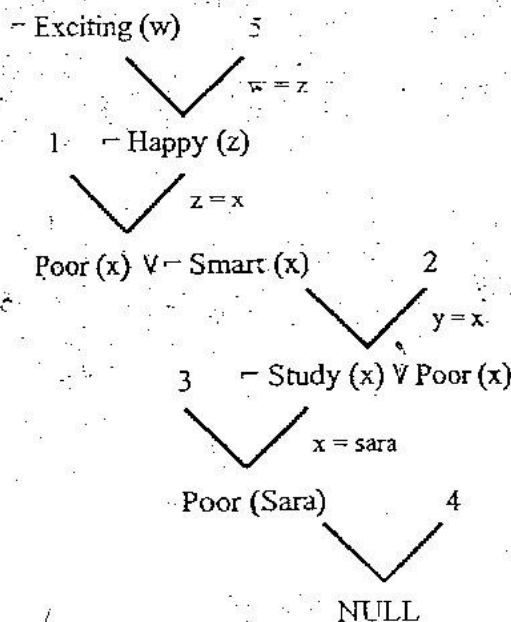 ¬ Exciting (w) 5
w = z
1 ¬ Happy (z)
z = x
Poor (x) V ¬ Smart (x) 2
y = x
3 ¬ Study (x) V Poor (x)
x = sara
Poor (Sara) 4
NULL